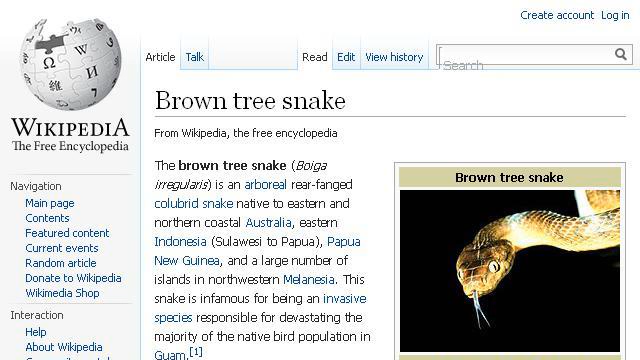 Create account Log in
Article Talk Read Edit View history Search
WIKIPEDIA
The Free Encyclopedia
Brown tree snake
From Wikipedia, the free encyclopedia
Navigation
Main page
Contents
Featured content
Current events
Random article
Donate to Wikipedia
Wikimedia Shop
Interaction
Help
About Wikipedia
The brown tree snake (Boiga
irregularis) is an arboreal rear-fanged
colubrid snake native to eastern and
northern coastal Australia, eastern
Indonesia (Sulawesi to Papua), Papua
New Guinea, and a large number of
islands in northwestern Melanesia. This
snake is infamous for being an invasive
species responsible for devastating the
majority of the native bird population in
Guam.[1]
Brown tree snake